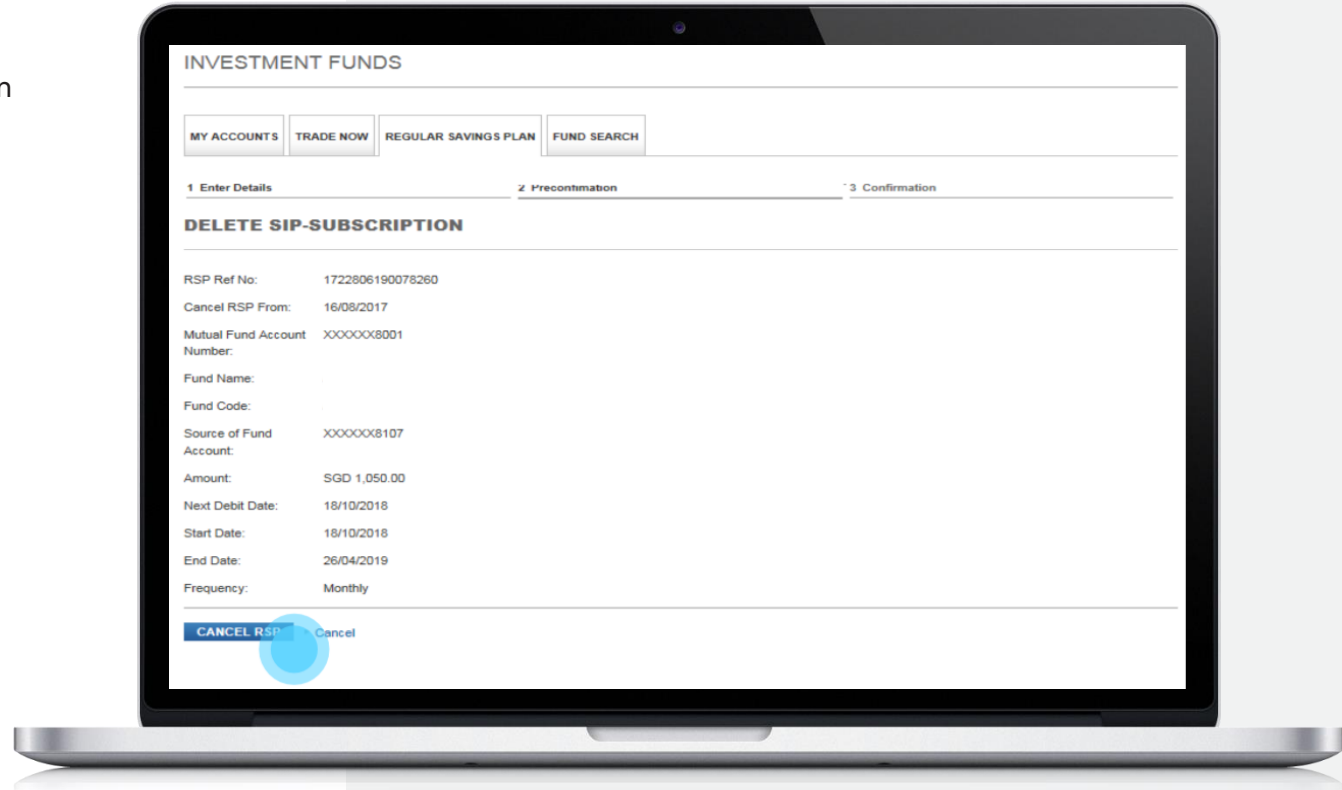 n
INVESTMENT FUNDS
MY ACCOUNTS TRADE NOW REGULAR SAVINGS PLAN FUND SEARCH
1 Enter Details 2 Preconfirmation 3 Confirmation
DELETE SIP-SUBSCRIPTION
RSP Ref No: 1722806190078260
Cancel RSP From: 16/08/2017
Mutual Fund Account XXXXXX8001
Number:
Fund Name:
Fund Code:
Source of Fund XXXXXX8107
Account:
Amount: SGD 1,050.00
Next Debit Date: 18/10/2018
Start Date: 18/10/2018
End Date: 26/04/2019
Frequency: Monthly
CANCEL RSP Cancel